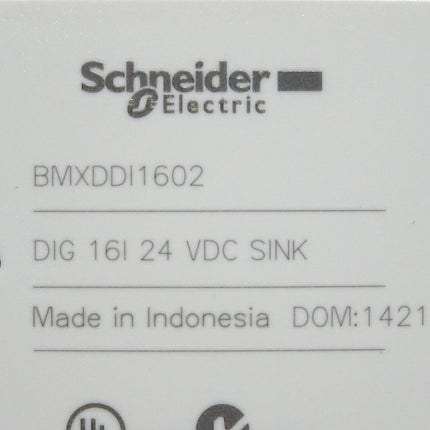 Schneider
Electric
BMXDDI1602
DIG 16I 24 VDC SINK
Made in Indonesia DOM:1421